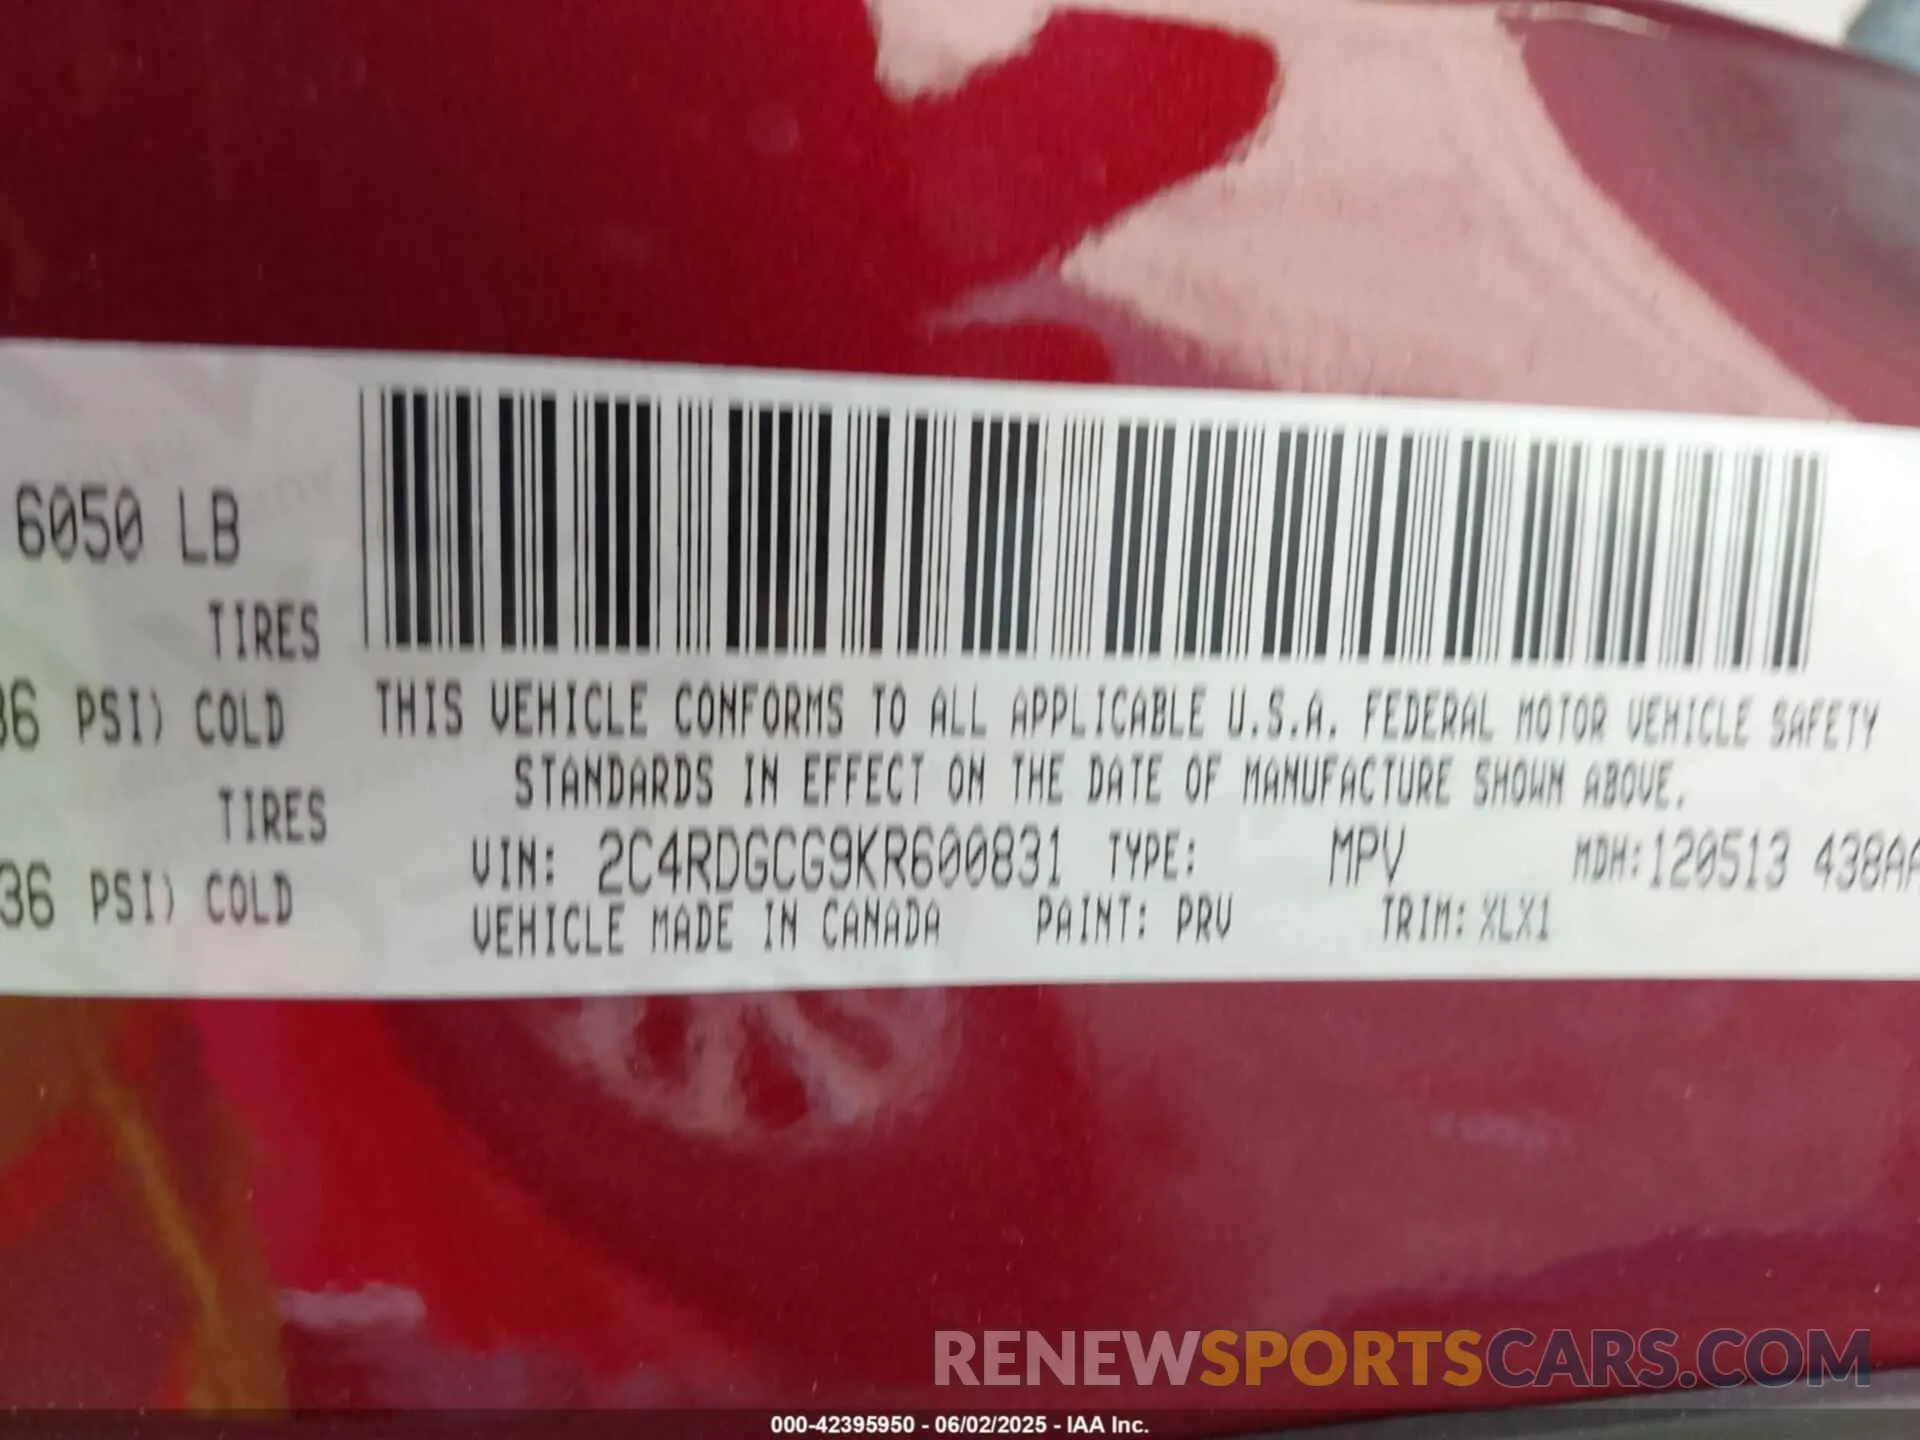 6050 LB
TIRES
36 PSI) COLD
TIRES
36 PSI) COLD
THIS VEHICLE CONFORMS TO ALL APPLICABLE U.S.A. FEDERAL MOTOR VEHICLE SAFETY
STANDARDS IN EFFECT ON THE DATE OF MANUFACTURE SHOWN ABOVE.
VIN: 2C4RDGCG9KR600831 TYPE: MPV MDH:120513 438AA
VEHICLE MADE IN CANADA PAINT: PRV TRIM: XLX1
RENEWSPORTSCARS.COM
000-42395950 - 06/02/2025 - IAA Inc.